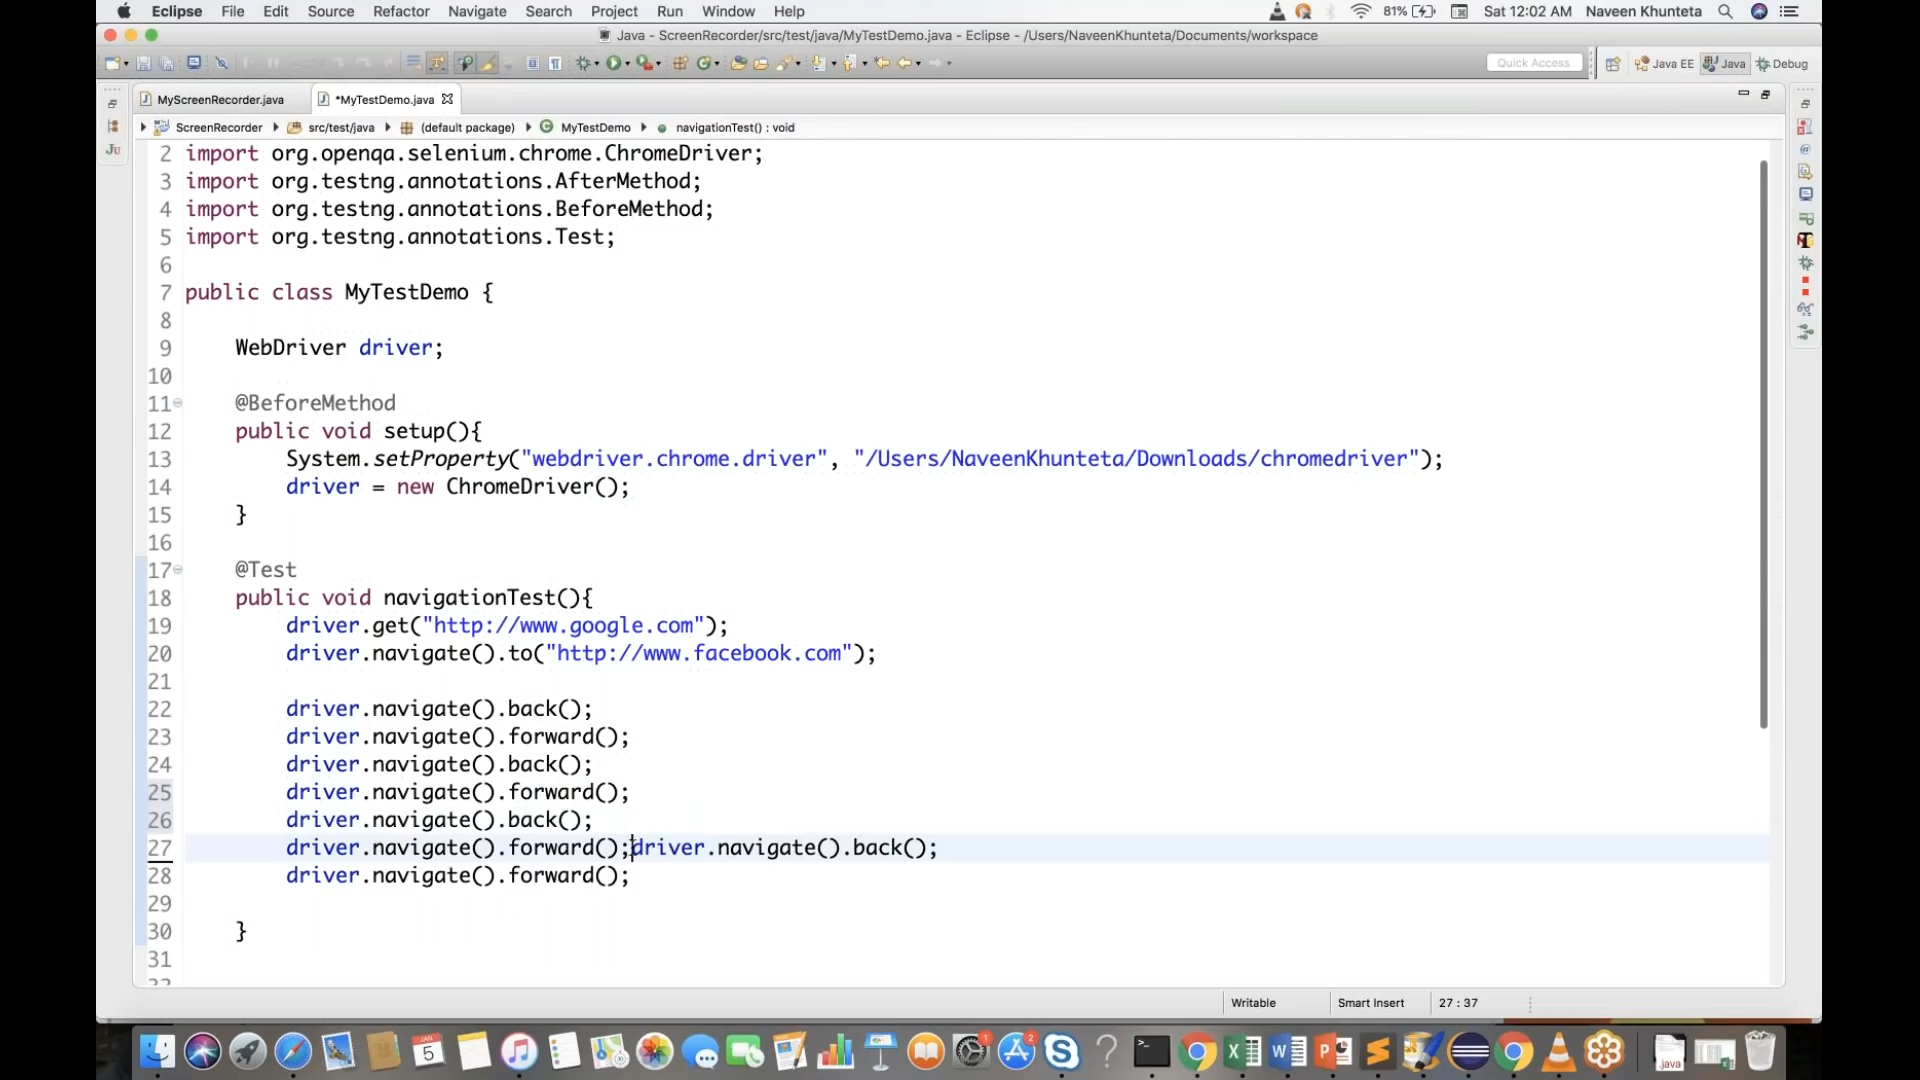 Eclipse File Edit Source Refactor Navigate Search Project Run Window Help
81% Sat 12:02 AM Naveen Khunteta
Java - ScreenRecorder/src/test/java/MyTestDemo.java - Eclipse - /Users/NaveenKhunteta/Documents/workspace
Quick Access Java EE Java Debug
MyScreenRecorder.java *MyTestDemo.java
ScreenRecorder src/test/java (default package) MyTestDemo navigationTest() : void
2 import org.openqa.selenium.chrome.ChromeDriver;
3 import org.testng.annotations.AfterMethod;
4 import org.testng.annotations.BeforeMethod;
5 import org.testng.annotations.Test;
6
7 public class MyTestDemo {
8
9 WebDriver driver;
10
11 @BeforeMethod
12 public void setup(){
13 System.setProperty("webdriver.chrome.driver", "/Users/NaveenKhunteta/Downloads/chromedriver");
14 driver = new ChromeDriver();
15 }
16
17 @Test
18 public void navigationTest(){
19 driver.get("http://www.google.com");
20 driver.navigate().to("http://www.facebook.com");
21
22 driver.navigate().back();
23 driver.navigate().forward();
24 driver.navigate().back();
25 driver.navigate().forward();
26 driver.navigate().back();
27 driver.navigate().forward();driver.navigate().back();
28 driver.navigate().forward();
29
30 }
31
Writable Smart Insert 27 : 37